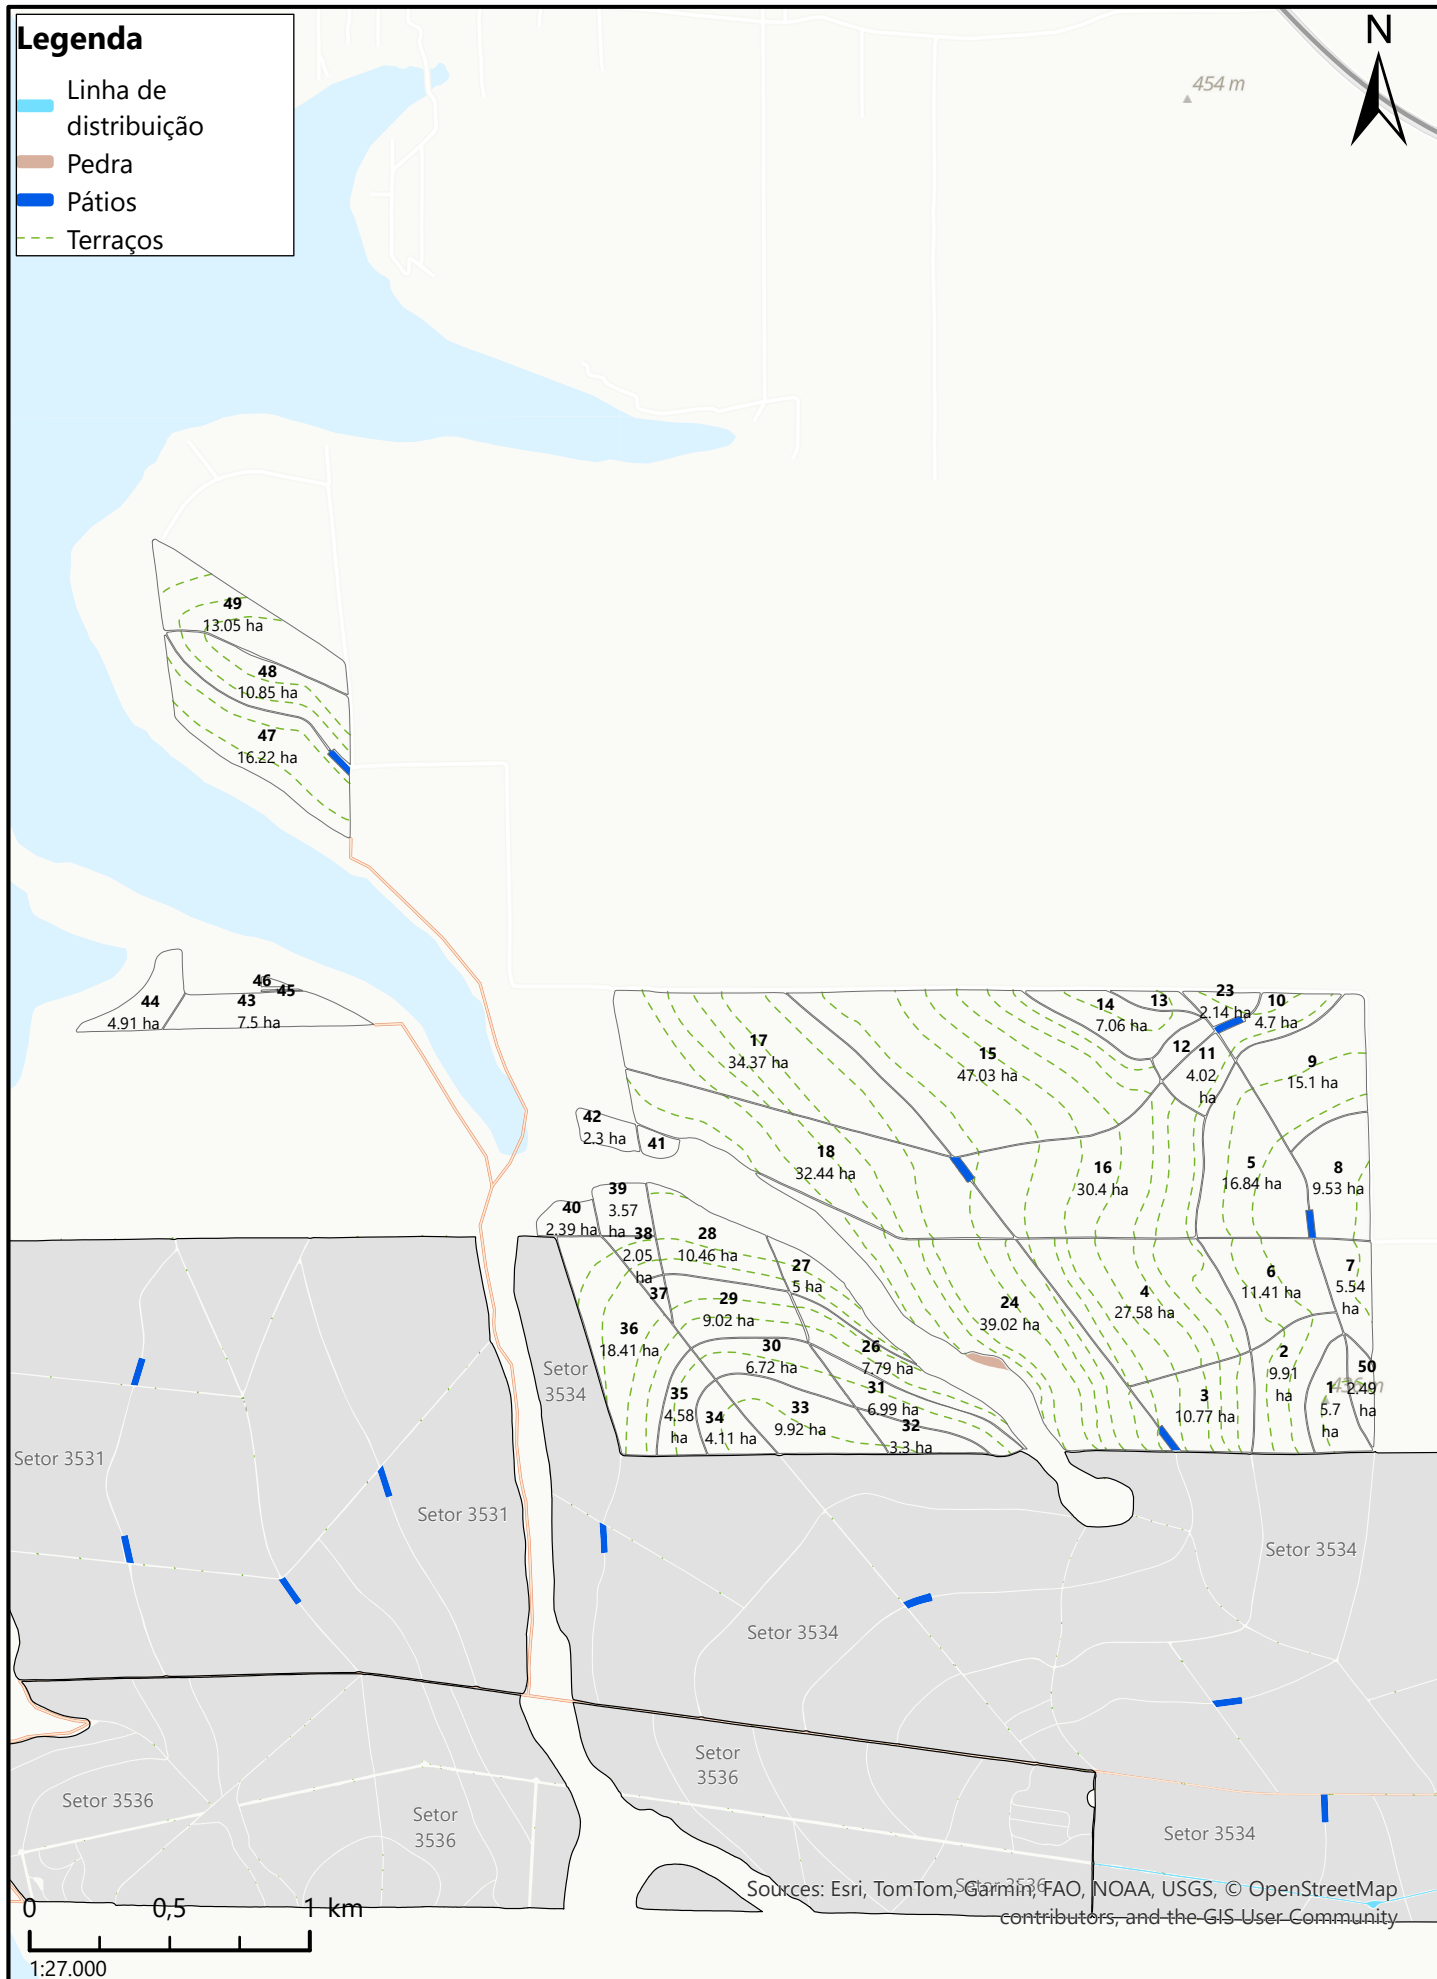 Legenda
Linha de
distribuição
Pedra
Pátios
Terraços
N
454 m
49
13.05 ha
48
10.85 ha
47
16.22 ha
46
45
44
4.91 ha
43
7.5 ha
17
34.37 ha
15
47.03 ha
14
7.06 ha
13
23
2.14 ha
10
4.7 ha
12
11
4.02
ha
9
15.1 ha
42
2.3 ha
41
18
32.44 ha
16
30.4 ha
5
16.84 ha
8
9.53 ha
40
2.39 ha
39
3.57
ha
38
2.05
ha
37
28
10.46 ha
27
5 ha
29
9.02 ha
36
18.41 ha
30
6.72 ha
26
7.79 ha
31
6.99 ha
32
3.3 ha
33
9.92 ha
34
4.11 ha
35
4.58
ha
24
39.02 ha
4
27.58 ha
6
11.41 ha
7
5.54
ha
2
9.91
ha
3
10.77 ha
1
5.7
ha
50
2.49
ha
Setor
3534
Setor 3531
Setor 3531
Setor 3534
Setor 3534
Setor
3536
Setor 3536
Setor
3536
Setor 3534
Setor 3536
Sources: Esri, TomTom, Garmin, FAO, NOAA, USGS, © OpenStreetMap
contributors, and the GIS User Community
0 0,5 1 km
1:27.000